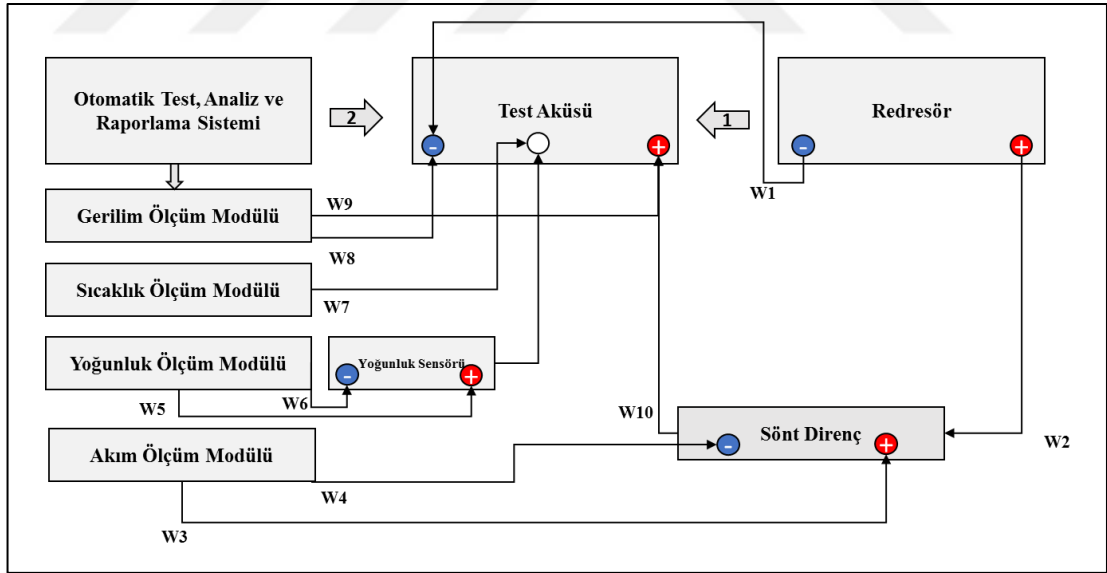 Otomatik Test, Analiz ve
Raporlama Sistemi
2
Test Aküsü
-
+
1
Redresör
-
+
W1
Gerilim Ölçüm Modülü
W9
W8
Sıcaklık Ölçüm Modülü
W7
Yoğunluk Ölçüm Modülü
Yoğunluk Sensörü
-
+
W6
W5
W10
Sönt Direnç
-
+
W2
Akım Ölçüm Modülü
W4
W3